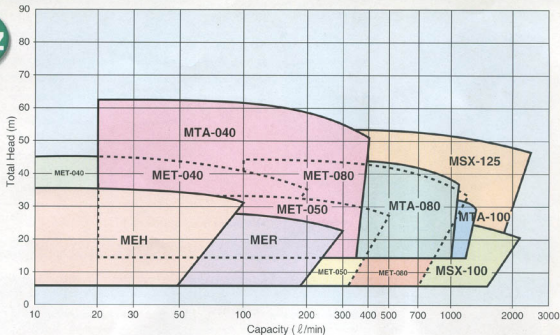 90
80
70
60
50
40
30
20
10
0
Total Head (m)
MTA-040
MSX-125
MET-040
MET-040
MET-080
MET-050
MTA-080
MTA-100
MEH
MER
MET-050
MET-080
MSX-100
10 20 30 50 100 200 300 400 500 700 1000 2000 3000
Capacity (ℓ/min)